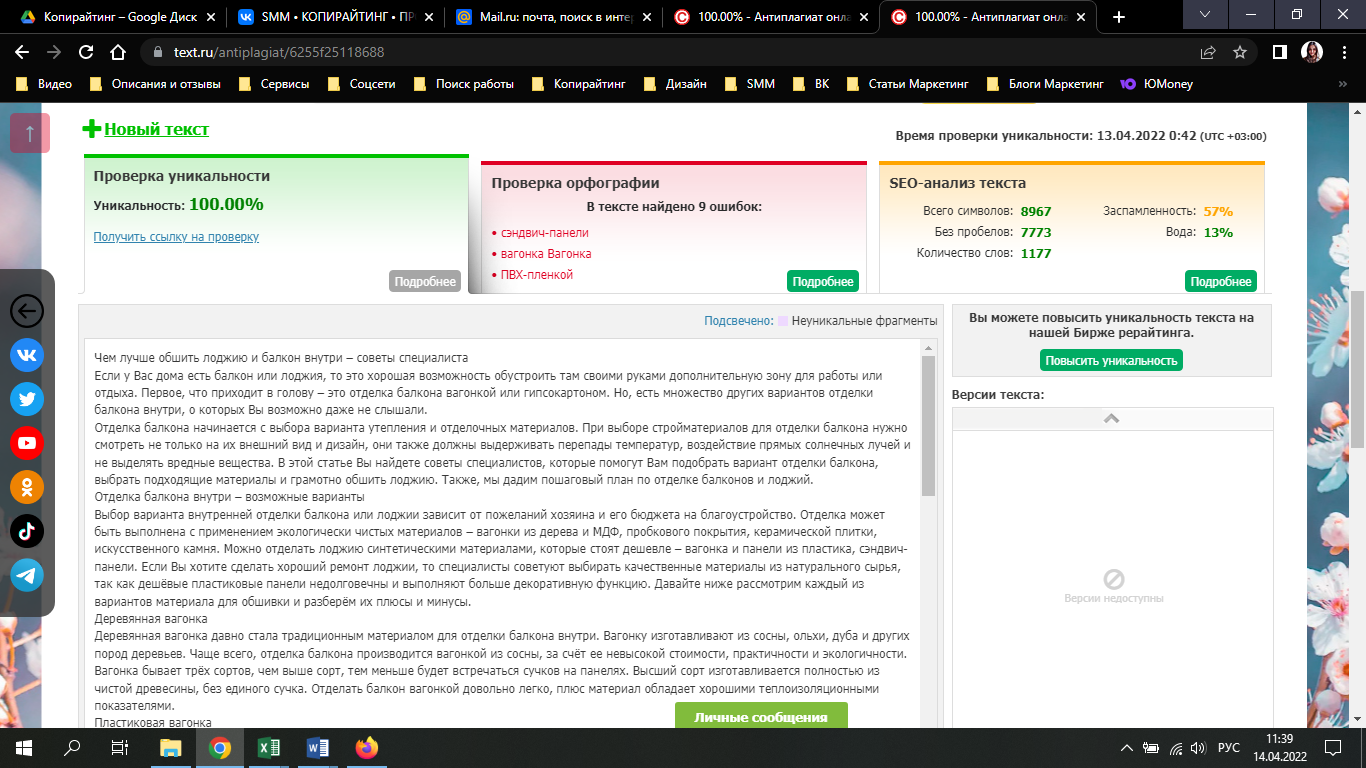 Копирайтинг – Google Диск
SMM • КОПИРАЙТИНГ • ПР
Mail.ru: почта, поиск в инте
100.00% - Антиплагиат онла
100.00% - Антиплагиат онла
text.ru/antiplagiat/6255f25118688
Видео
Описания и отзывы
Сервисы
Соцсети
Поиск работы
Копирайтинг
Дизайн
SMM
ВК
Статьи Маркетинг
Блоги Маркетинг
ЮMoney
Новый текст
Время проверки уникальности: 13.04.2022 0:42 (UTC +03:00)
Проверка уникальности
Уникальность: 100.00%
Получить ссылку на проверку
Подробнее
Проверка орфографии
В тексте найдено 9 ошибок:
• сэндвич-панели
• вагонка Вагонка
• ПВХ-пленкой
Подробнее
SEO-анализ текста
Всего символов: 8967
Заспамленность: 57%
Без пробелов: 7773
Вода: 13%
Количество слов: 1177
Подробнее
Подсвечено: Неуникальные фрагменты
Чем лучше обшить лоджию и балкон внутри – советы специалиста
Если у Вас дома есть балкон или лоджия, то это хорошая возможность обустроить там своими руками дополнительную зону для работы или
отдыха. Первое, что приходит в голову – это отделка балкона вагонкой или гипсокартоном. Но, есть множество других вариантов отделки
балкона внутри, о которых Вы возможно даже не слышали.
Отделка балкона начинается с выбора варианта утепления и отделочных материалов. При выборе стройматериалов для отделки балкона нужно
смотреть не только на их внешний вид и дизайн, они также должны выдерживать перепады температур, воздействие прямых солнечных лучей и
не выделять вредные вещества. В этой статье Вы найдете советы специалистов, которые помогут Вам подобрать вариант отделки балкона,
выбрать подходящие материалы и грамотно обшить лоджию. Также, мы дадим пошаговый план по отделке балконов и лоджий.
Отделка балкона внутри – возможные варианты
Выбор варианта внутренней отделки балкона или лоджии зависит от пожеланий хозяина и его бюджета на благоустройство. Отделка может
быть выполнена с применением экологически чистых материалов – вагонки из дерева и МДФ, пробкового покрытия, керамической плитки,
искусственного камня. Можно отделать лоджию синтетическими материалами, которые стоят дешевле – вагонка и панели из пластика, сэндвич-
панели. Если Вы хотите сделать хороший ремонт лоджии, то специалисты советуют выбирать качественные материалы из натурального сырья,
так как дешёвые пластиковые панели недолговечны и выполняют больше декоративную функцию. Давайте ниже рассмотрим каждый из
вариантов материала для обшивки и разберём их плюсы и минусы.
Деревянная вагонка
Деревянная вагонка давно стала традиционным материалом для отделки балкона внутри. Вагонку изготавливают из сосны, ольхи, дуба и других
пород деревьев. Чаще всего, отделка балкона производится вагонкой из сосны, за счёт ее невысокой стоимости, практичности и экологичности.
Вагонка бывает трёх сортов, чем выше сорт, тем меньше будет встречаться сучков на панелях. Высший сорт изготавливается полностью из
чистой древесины, без единого сучка. Отделать балкон вагонкой довольно легко, плюс материал обладает хорошими теплоизоляционными
показателями.
Пластиковая вагонка
Вы можете повысить уникальность текста на
нашей Бирже рерайтинга.
Повысить уникальность
Версии текста:
Версии недоступны
Личные сообщения
РУС
11:39
14.04.2022